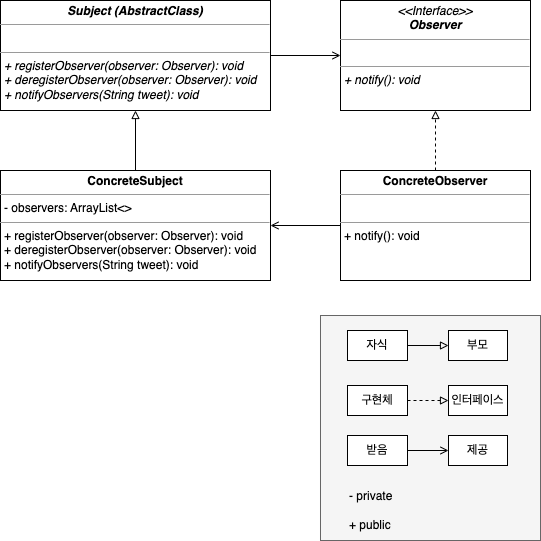 Subject (AbstractClass)
+ registerObserver(observer: Observer): void
+ deregisterObserver(observer: Observer): void
+ notifyObservers(String tweet): void
<<Interface>>
Observer
+ notify(): void
ConcreteSubject
- observers: ArrayList<>
+ registerObserver(observer: Observer): void
+ deregisterObserver(observer: Observer): void
+ notifyObservers(String tweet): void
ConcreteObserver
+ notify(): void
자식
부모
구현체
인터페이스
받음
제공
- private
+ public